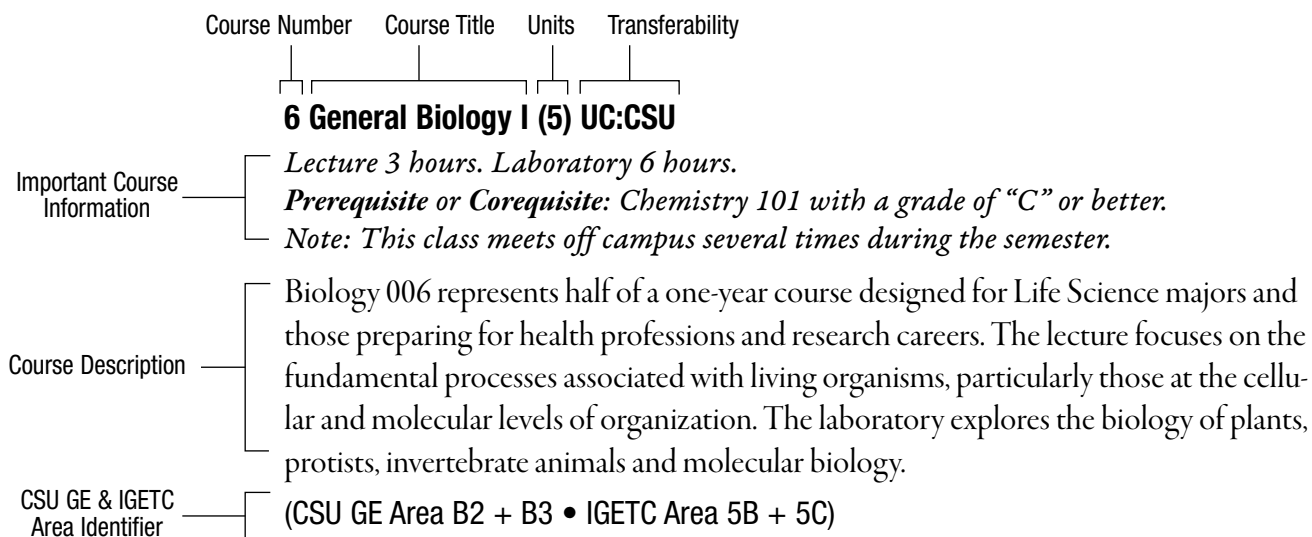 Course Number Course Title Units Transferability
6 General Biology I (5) UC:CSU
Important Course
Information
Lecture 3 hours. Laboratory 6 hours.
Prerequisite or Corequisite: Chemistry 101 with a grade of “C” or better.
Note: This class meets off campus several times during the semester.
Course Description
Biology 006 represents half of a one-year course designed for Life Science majors and
those preparing for health professions and research careers. The lecture focuses on the
fundamental processes associated with living organisms, particularly those at the cellu-
lar and molecular levels of organization. The laboratory explores the biology of plants,
protists, invertebrate animals and molecular biology.
CSU GE & IGETC
Area Identifier
(CSU GE Area B2 + B3 • IGETC Area 5B + 5C)